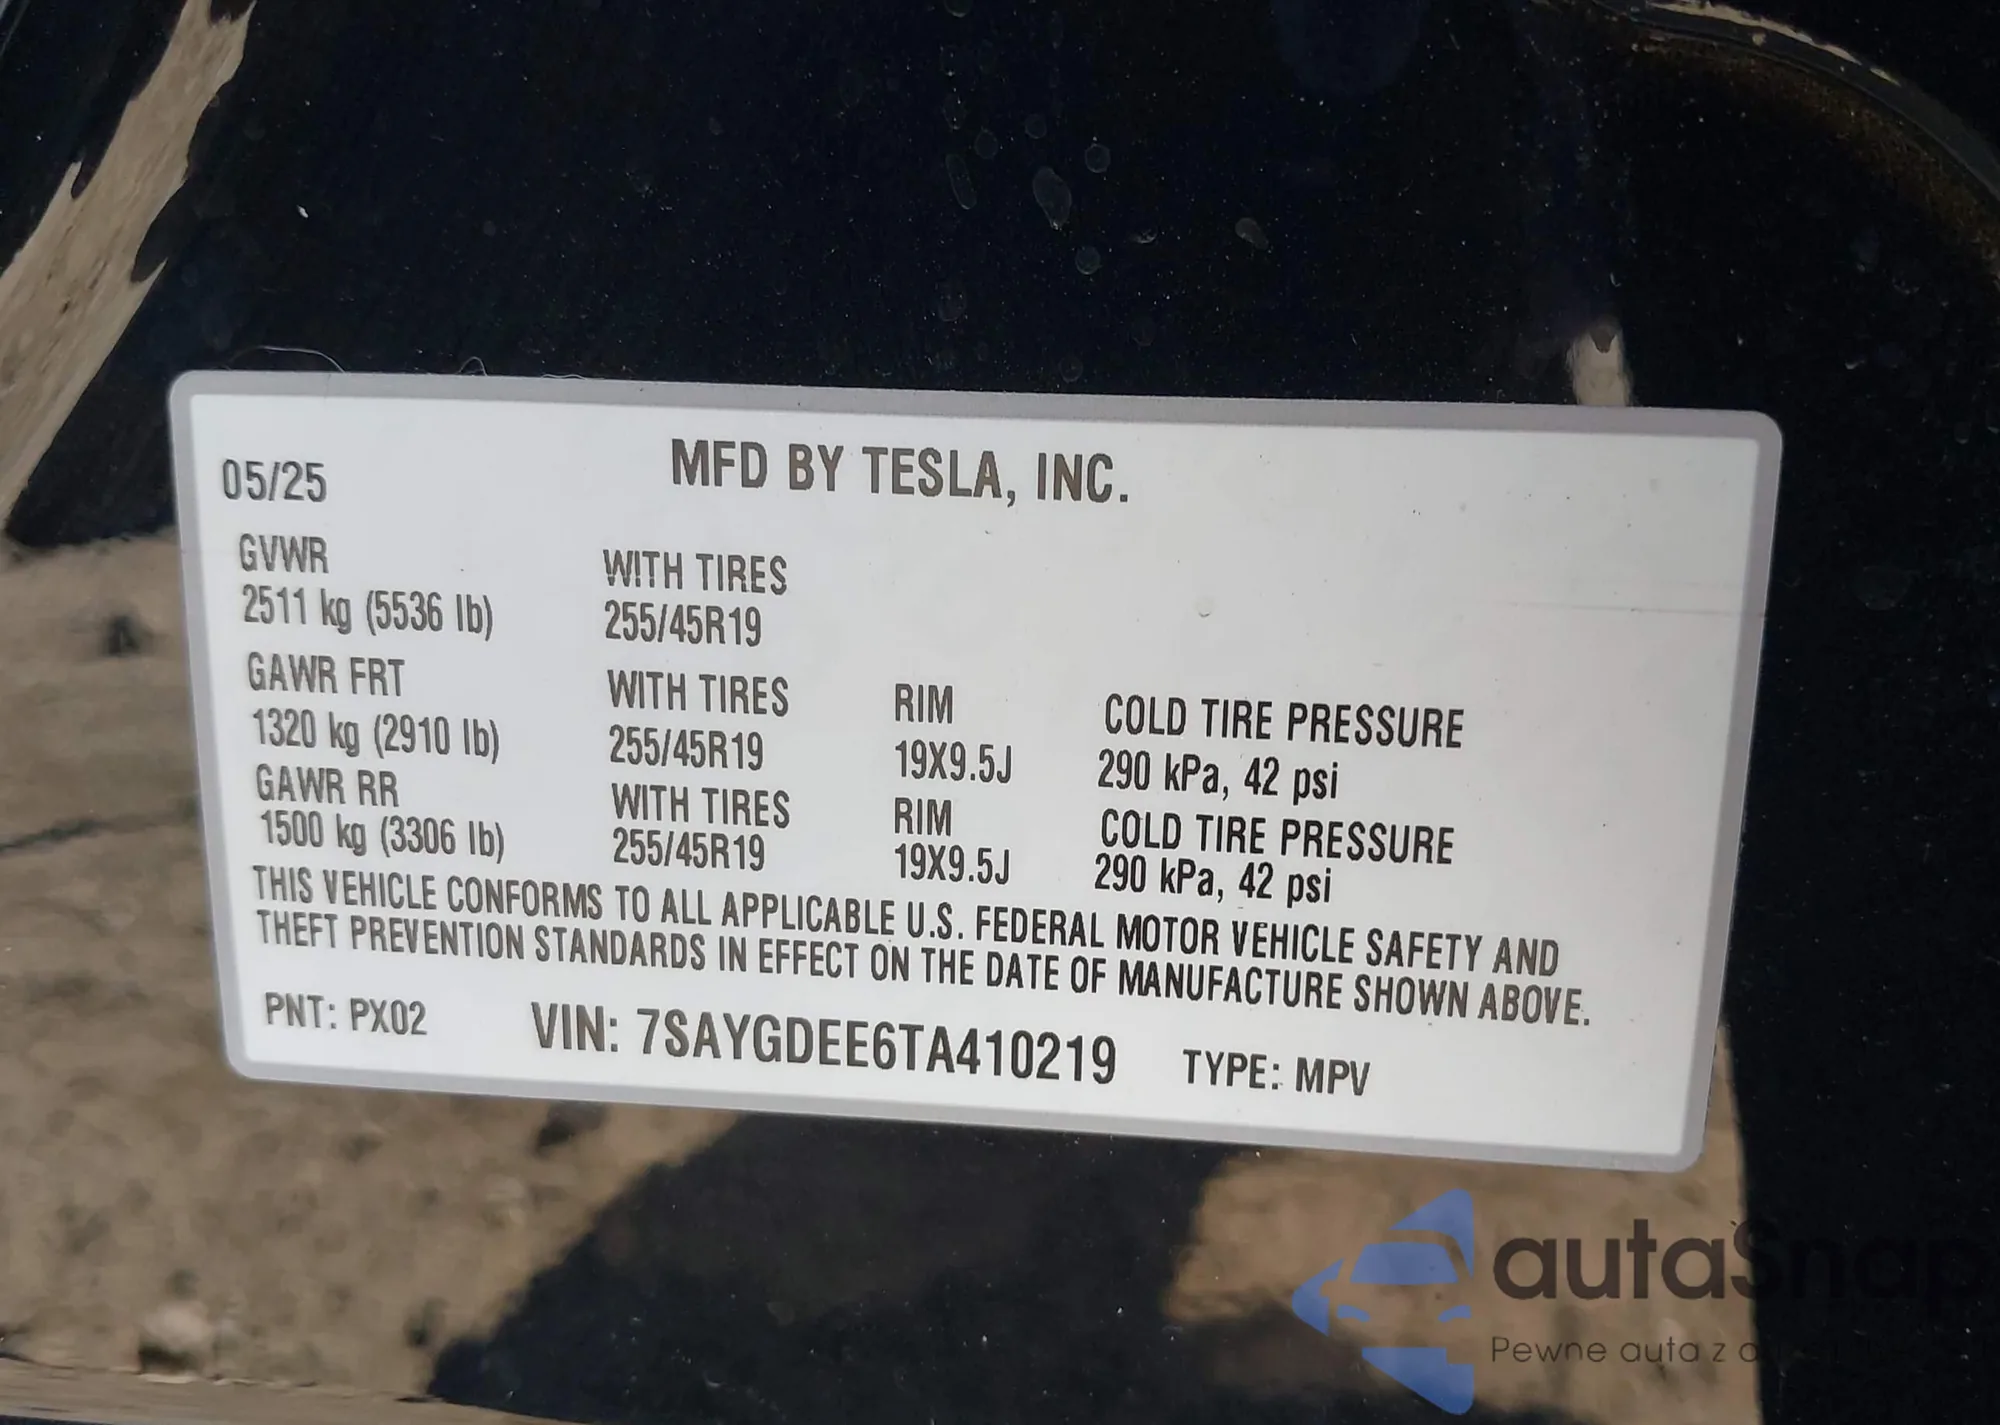 05/25 MFD BY TESLA, INC.
GVWR WITH TIRES
2511 kg (5536 lb) 255/45R19
GAWR FRT WITH TIRES RIM COLD TIRE PRESSURE
1320 kg (2910 lb) 255/45R19 19X9.5J 290 kPa, 42 psi
GAWR RR WITH TIRES RIM COLD TIRE PRESSURE
1500 kg (3306 lb) 255/45R19 19X9.5J 290 kPa, 42 psi
THIS VEHICLE CONFORMS TO ALL APPLICABLE U.S. FEDERAL MOTOR VEHICLE SAFETY AND
THEFT PREVENTION STANDARDS IN EFFECT ON THE DATE OF MANUFACTURE SHOWN ABOVE.
PNT: PX02 VIN: 7SAYGDEE6TA410219 TYPE: MPV
autaSnap
Pewne auta z